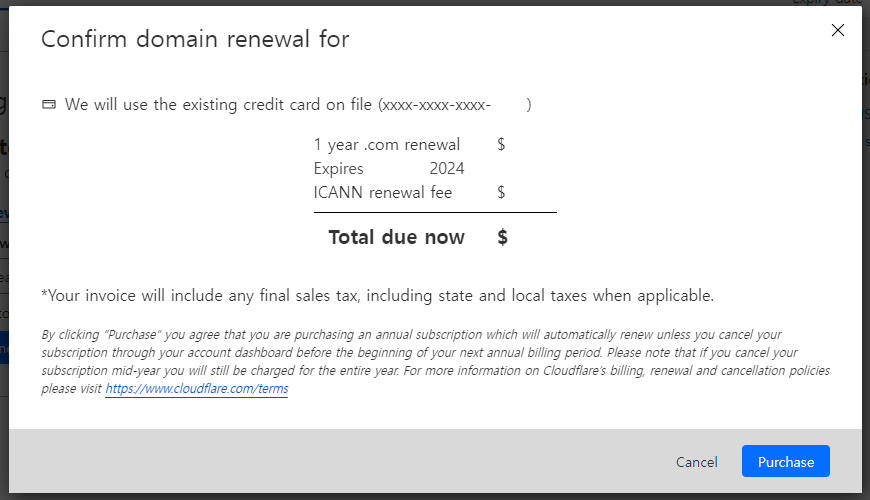 Confirm domain renewal for
We will use the existing credit card on file (xxxx-xxxx-xxxx- )
1 year .com renewal $
Expires 2024
ICANN renewal fee $
Total due now $
*Your invoice will include any final sales tax, including state and local taxes when applicable.
By clicking "Purchase" you agree that you are purchasing an annual subscription which will automatically renew unless you cancel your
subscription through your account dashboard before the beginning of your next annual billing period. Please note that if you cancel your
subscription mid-year you will still be charged for the entire year. For more information on Cloudflare's billing, renewal and cancellation policies
please visit https://www.cloudflare.com/terms
Cancel Purchase